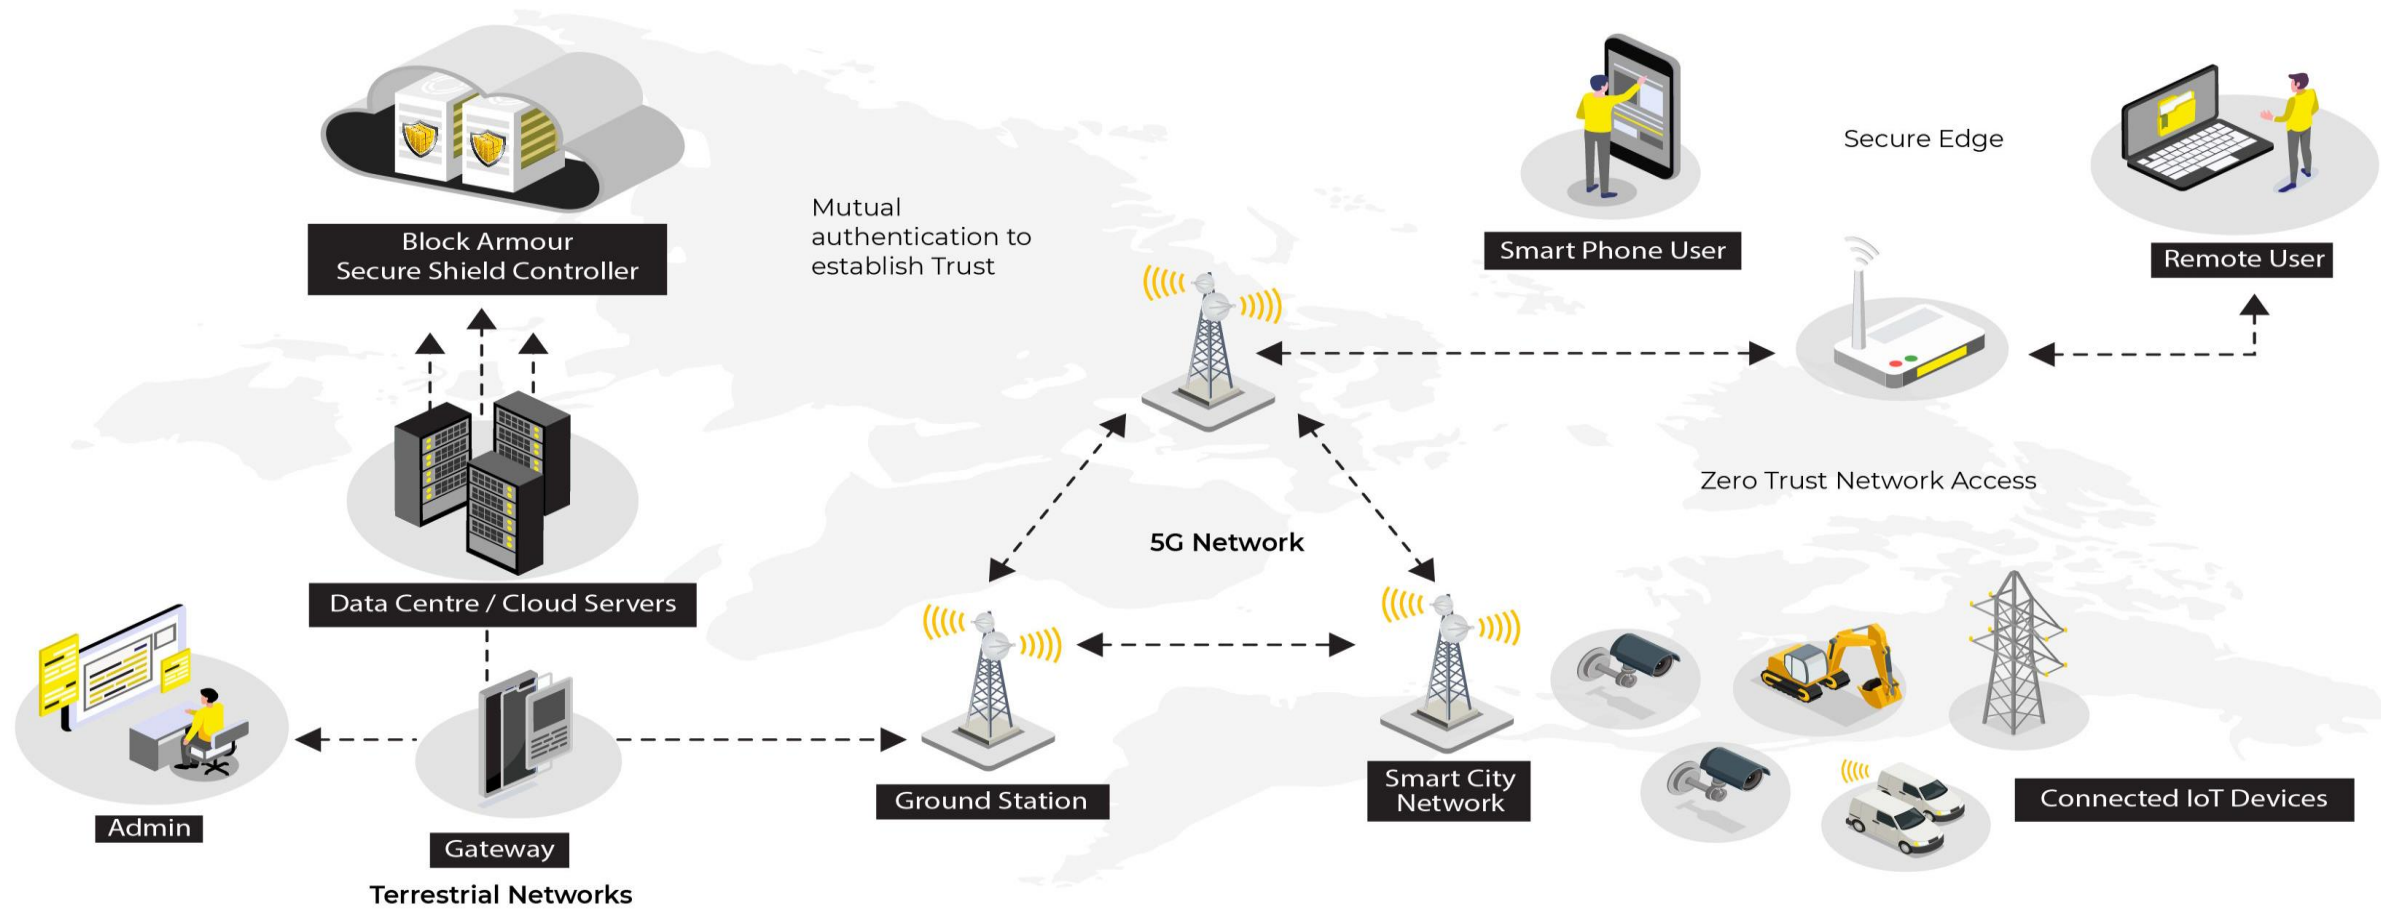 Block Armour
Secure Shield Controller
Mutual
authentication to
establish Trust
Smart Phone User
Secure Edge
Remote User
Zero Trust Network Access
5G Network
Data Centre / Cloud Servers
Admin
Gateway
Terrestrial Networks
Ground Station
Smart City
Network
Connected IoT Devices